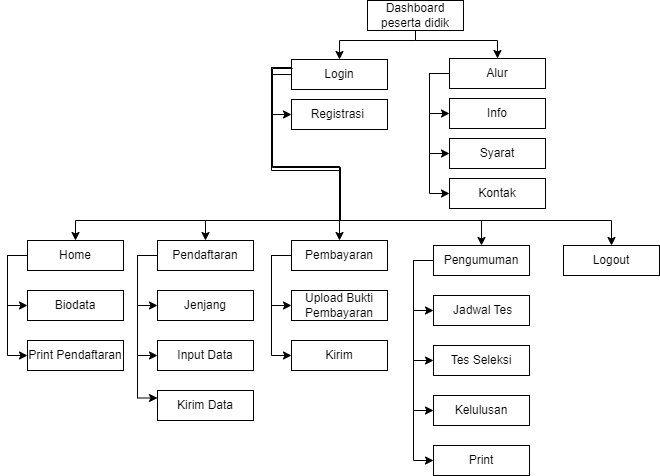 Dashboard
peserta didik
Login
Alur
Registrasi
Info
Syarat
Kontak
Home
Pendaftaran
Pembayaran
Pengumuman
Logout
Biodata
Jenjang
Upload Bukti
Pembayaran
Jadwal Tes
Print Pendaftaran
Input Data
Kirim
Tes Seleksi
Kirim Data
Kelulusan
Print